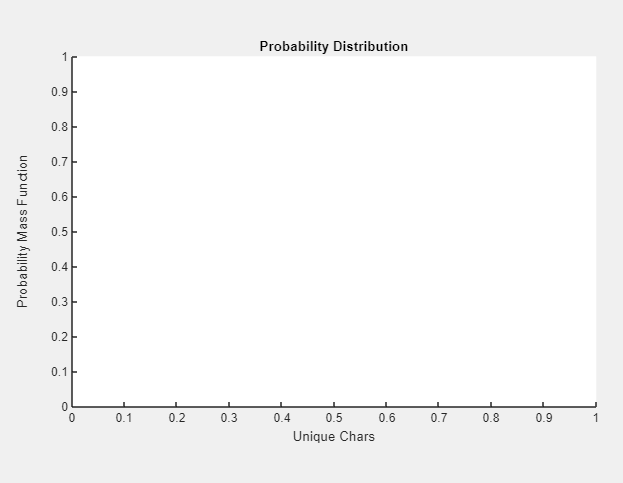 Probability Distribution
1
0.9
0.8
0.7
0.6
0.5
0.4
0.3
0.2
0.1
0
Probability Mass Function
0 0.1 0.2 0.3 0.4 0.5 0.6 0.7 0.8 0.9 1
Unique Chars